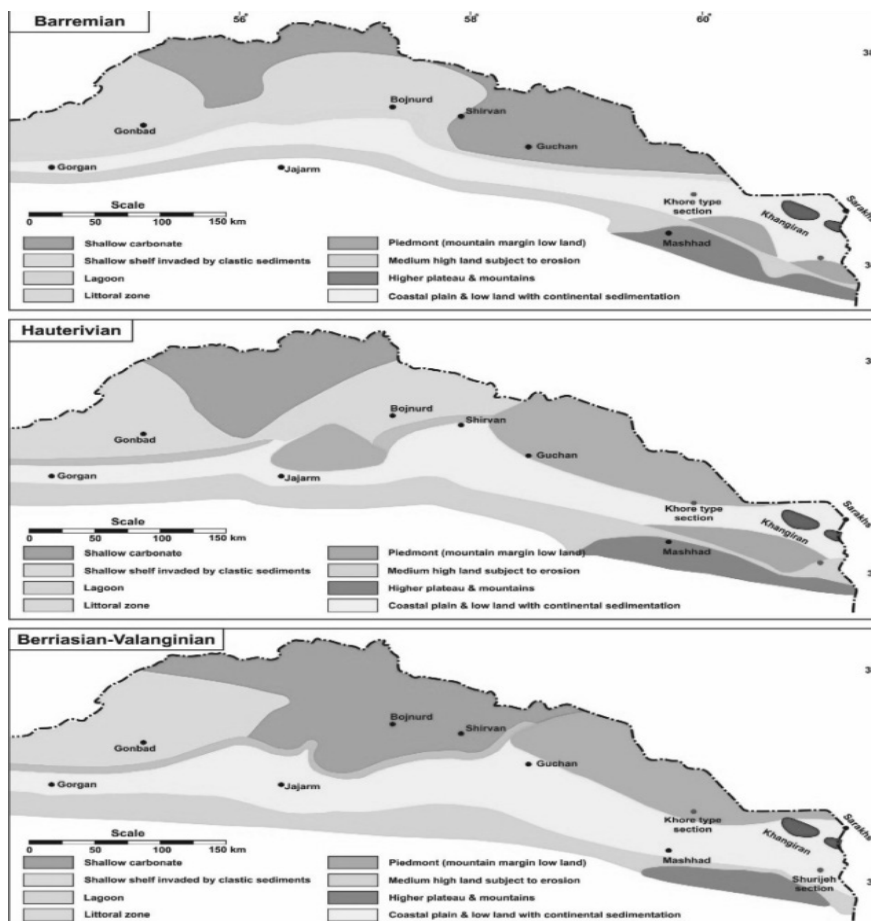 56°
58°
60°
Barremian
38
Bojnurd
Shirvan
Gonbad
Guchan
Gorgan
Jajarm
Scale
0 50 100 150 km
Khore type
section
Khangiran
Sarakhs
Mashhad
Shallow carbonate
Shallow shelf invaded by clastic sediments
Lagoon
Littoral zone
Piedmont (mountain margin low land)
Medium high land subject to erosion
Higher plateau & mountains
Coastal plain & low land with continental sedimentation
3
Hauterivian
3
Bojnurd
Shirvan
Gonbad
Guchan
Gorgan
Jajarm
Scale
0 50 100 150 km
Khore type
section
Khangiran
Sarakhs
Mashhad
Shallow carbonate
Shallow shelf invaded by clastic sediments
Lagoon
Littoral zone
Piedmont (mountain margin low land)
Medium high land subject to erosion
Higher plateau & mountains
Coastal plain & low land with continental sedimentation
3
Berriasian-Valanginian
3
Bojnurd
Shirvan
Gonbad
Guchan
Gorgan
Jajarm
Scale
0 50 100 150 km
Khore type
section
Khangiran
Sarakhs
Mashhad
Shurijeh
section
Shallow carbonate
Shallow shelf invaded by clastic sediments
Lagoon
Littoral zone
Piedmont (mountain margin low land)
Medium high land subject to erosion
Higher plateau & mountains
Coastal plain & low land with continental sedimentation
3